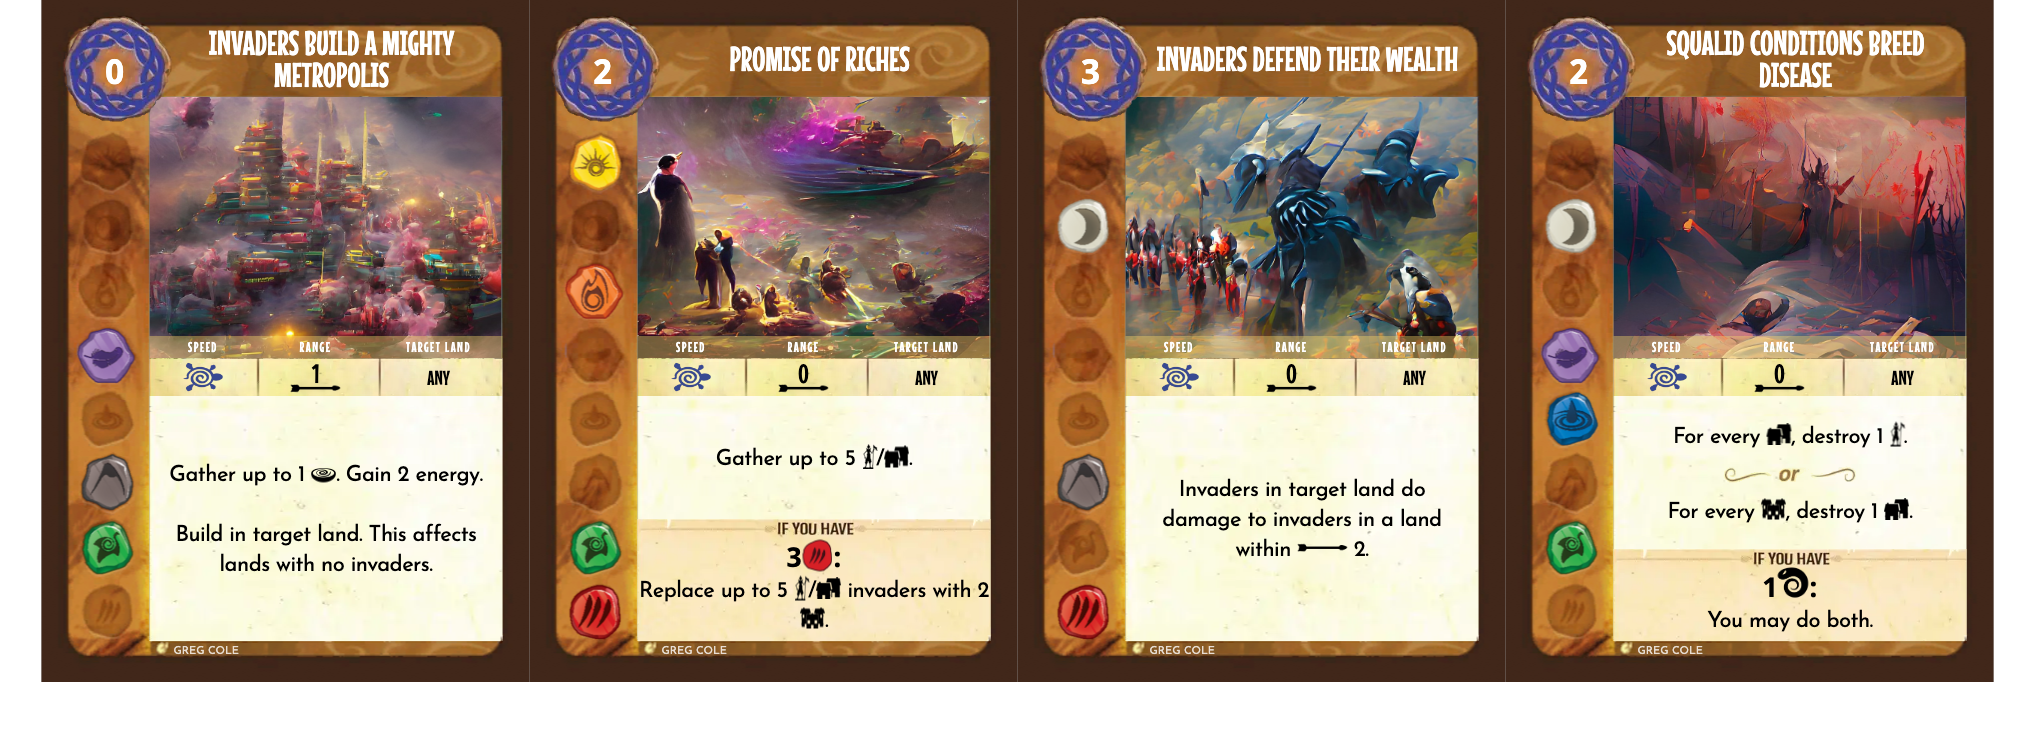 0
INVADERS BUILD A MIGHTY
METROPOLIS
SPEED RANGE TARGET LAND
1 ANY
Gather up to 1 . Gain 2 energy.
Build in target land. This affects
lands with no invaders.
GREG COLE
2
PROMISE OF RICHES
SPEED RANGE TARGET LAND
0 ANY
Gather up to 5 / .
IF YOU HAVE
3 :
Replace up to 5 / invaders with 2
.
GREG COLE
3
INVADERS DEFEND THEIR WEALTH
SPEED RANGE TARGET LAND
0 ANY
Invaders in target land do
damage to invaders in a land
within 2.
GREG COLE
2
SQUALID CONDITIONS BREED
DISEASE
SPEED RANGE TARGET LAND
0 ANY
For every , destroy 1 .
or
For every , destroy 1 .
IF YOU HAVE
1 :
You may do both.
GREG COLE